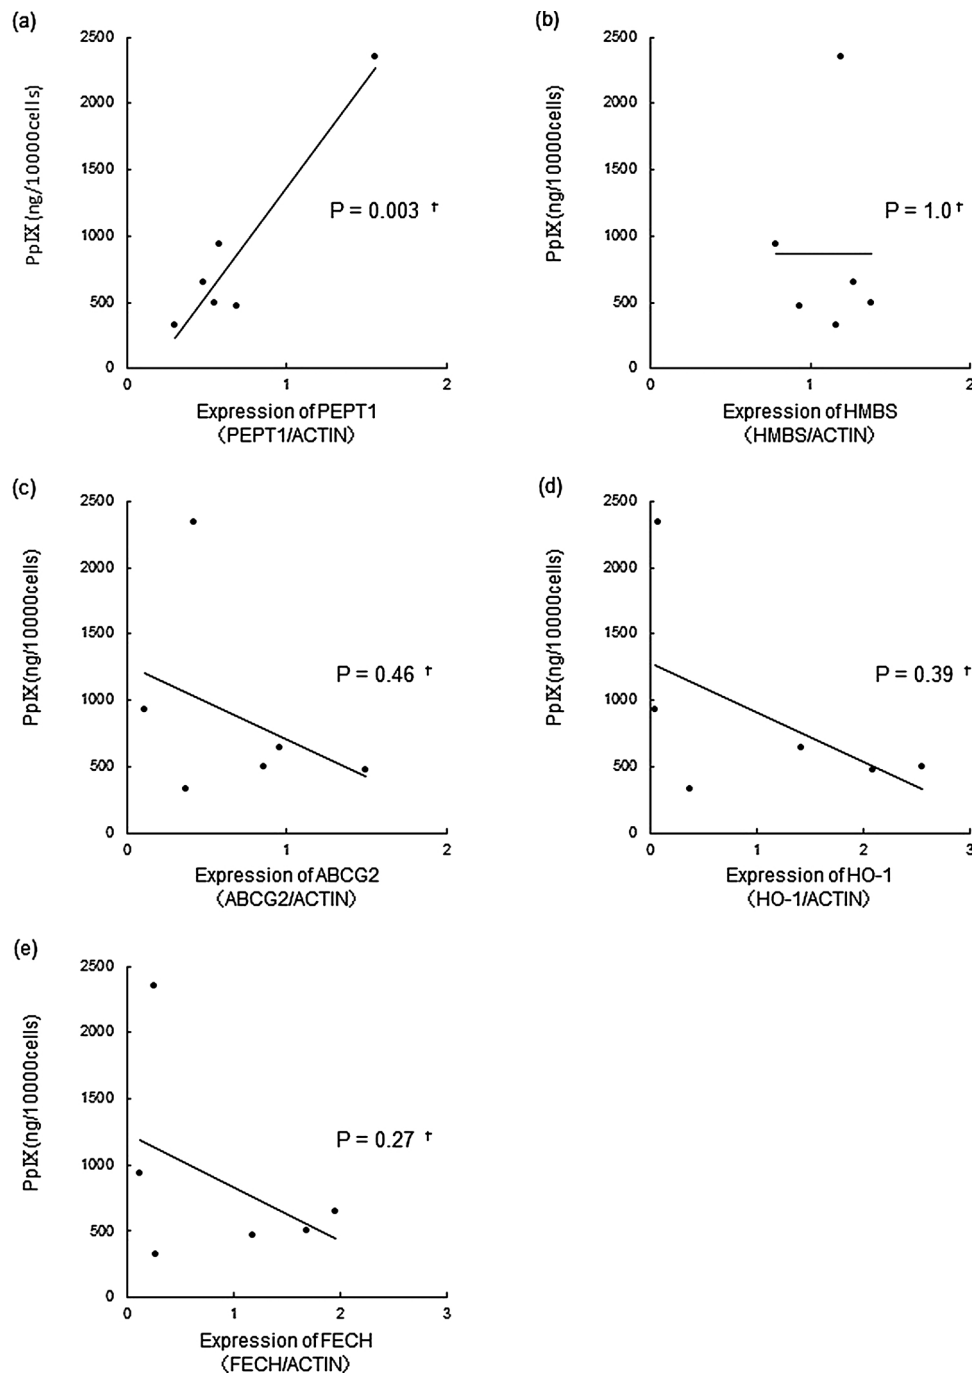 (a)
PpⅨ(ng/10000cells)
2500
2000
1500
1000
500
0
P = 0.003 †
0 1 2
Expression of PEPT1
(PEPT1/ACTIN)
(b)
PpⅨ(ng/10000cells)
2500
2000
1500
1000
500
0
P = 1.0 †
0 1 2
Expression of HMBS
(HMBS/ACTIN)
(c)
PpⅨ(ng/10000cells)
2500
2000
1500
1000
500
0
P = 0.46 †
0 1 2
Expression of ABCG2
(ABCG2/ACTIN)
(d)
PpⅨ(ng/10000cells)
2500
2000
1500
1000
500
0
P = 0.39 †
0 1 2 3
Expression of HO-1
(HO-1/ACTIN)
(e)
PpⅨ(ng/10000cells)
2500
2000
1500
1000
500
0
P = 0.27 †
0 1 2 3
Expression of FECH
(FECH/ACTIN)